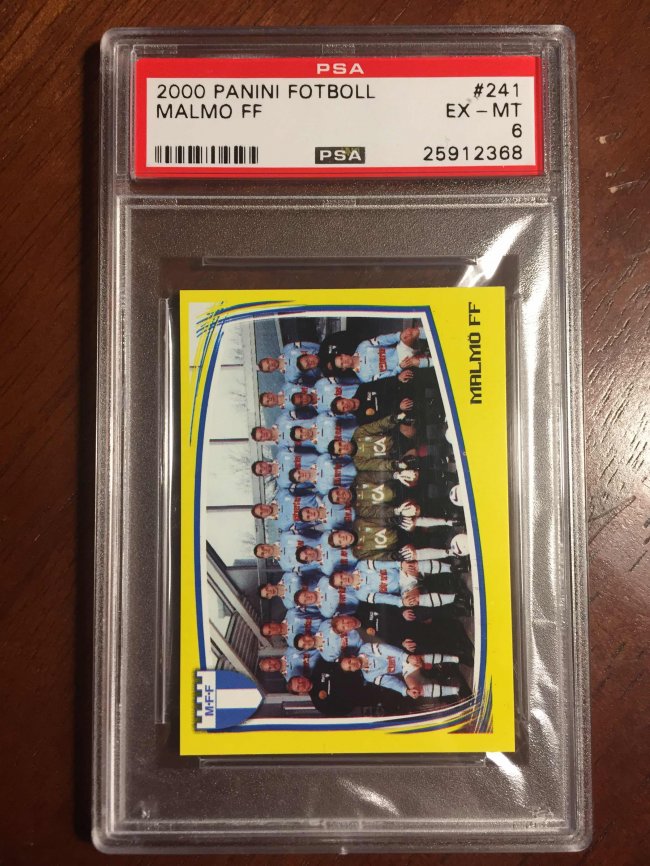 PSA
2000 PANINI FOTBOLL #241
MALMO FF EX - MT
6
PSA 25912368
MALMÖ FF
M-F-F